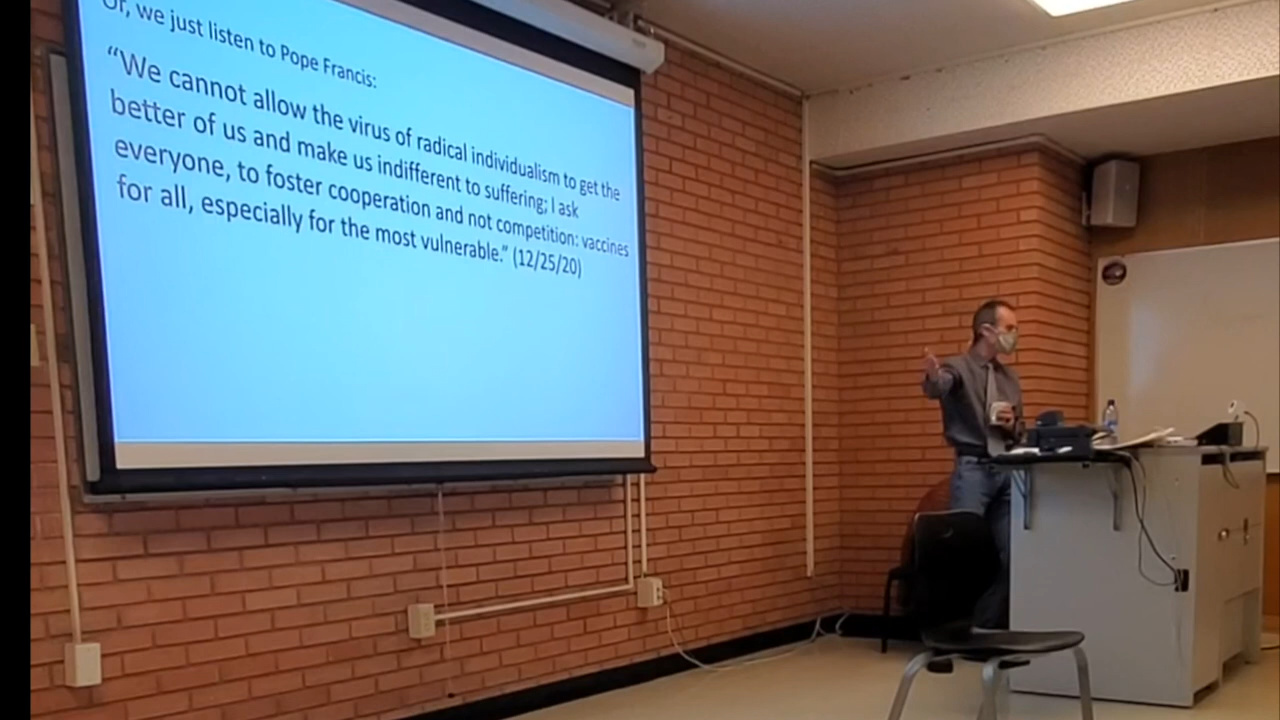 Or, we just listen to Pope Francis:
“We cannot allow the virus of radical individualism to get the
better of us and make us indifferent to suffering; I ask
everyone, to foster cooperation and not competition: vaccines
for all, especially for the most vulnerable.” (12/25/20)